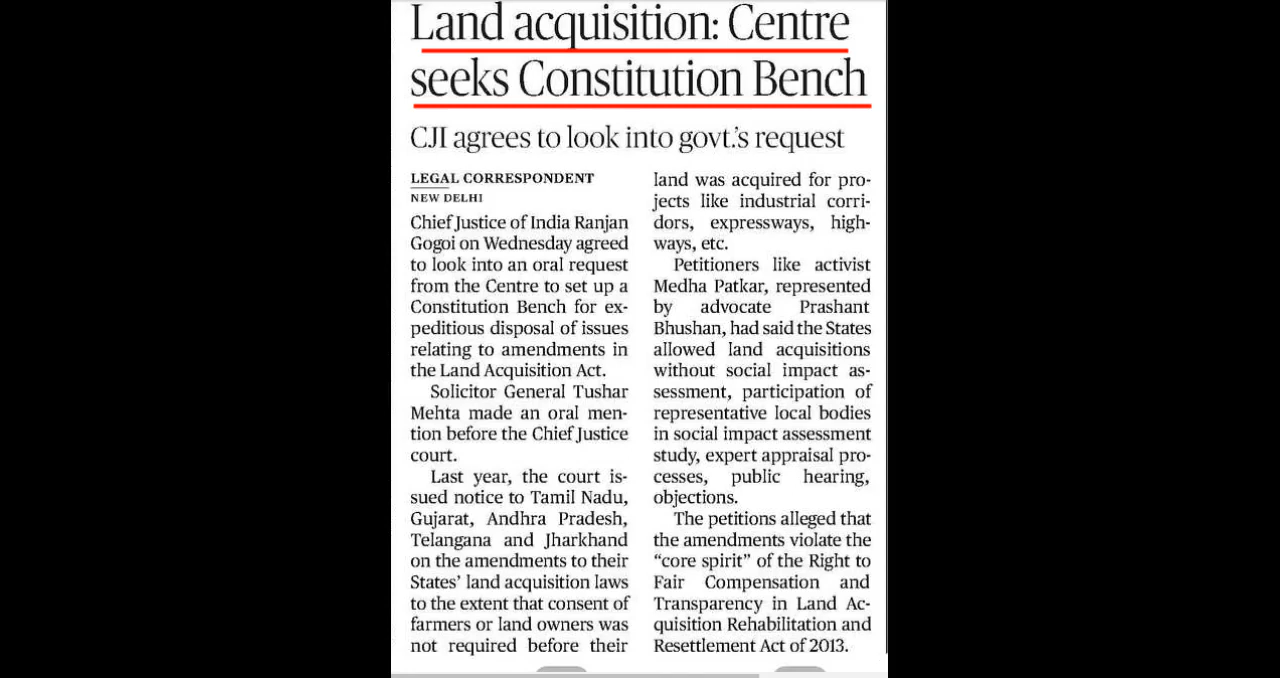 Land acquisition: Centre
seeks Constitution Bench
CJI agrees to look into govt.’s request
LEGAL CORRESPONDENT
NEW DELHI
Chief Justice of India Ranjan
Gogoi on Wednesday agreed
to look into an oral request
from the Centre to set up a
Constitution Bench for ex-
peditious disposal of issues
relating to amendments in
the Land Acquisition Act.
Solicitor General Tushar
Mehta made an oral men-
tion before the Chief Justice
court.
Last year, the court is-
sued notice to Tamil Nadu,
Gujarat, Andhra Pradesh,
Telangana and Jharkhand
on the amendments to their
States’ land acquisition laws
to the extent that consent of
farmers or land owners was
not required before their
land was acquired for pro-
jects like industrial corri-
dors, expressways, high-
ways, etc.
Petitioners like activist
Medha Patkar, represented
by advocate Prashant
Bhushan, had said the States
allowed land acquisitions
without social impact as-
sessment, participation of
representative local bodies
in social impact assessment
study, expert appraisal pro-
cesses, public hearing,
objections.
The petitions alleged that
the amendments violate the
“core spirit” of the Right to
Fair Compensation and
Transparency in Land Ac-
quisition Rehabilitation and
Resettlement Act of 2013.